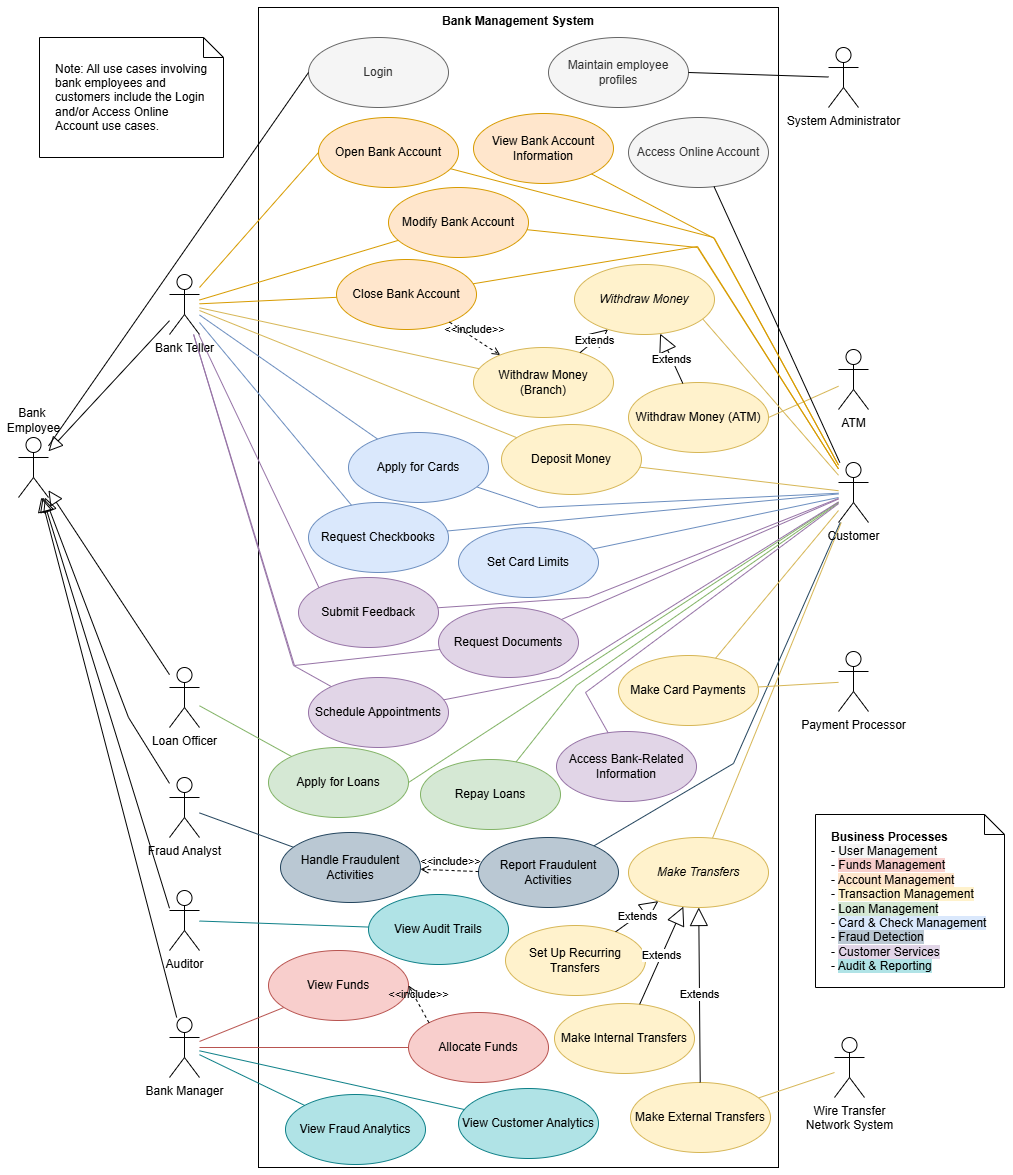 Bank Management System
Note: All use cases involving
bank employees and
customers include the Login
and/or Access Online
Account use cases.
Login
Maintain employee
profiles
System Administrator
Open Bank Account
View Bank Account
Information
Access Online Account
Modify Bank Account
Close Bank Account
Withdraw Money
<<include>>
Extends
Extends
Bank Teller
Withdraw Money
(Branch)
Withdraw Money (ATM)
ATM
Bank
Employee
Apply for Cards
Deposit Money
Request Checkbooks
Set Card Limits
Customer
Submit Feedback
Request Documents
Schedule Appointments
Make Card Payments
Payment Processor
Loan Officer
Apply for Loans
Repay Loans
Access Bank-Related
Information
Fraud Analyst
Handle Fraudulent
Activities
<<include>>
Report Fraudulent
Activities
Make Transfers
Business Processes
- User Management
- Funds Management
- Account Management
- Transaction Management
- Loan Management
- Card & Check Management
- Fraud Detection
- Customer Services
- Audit & Reporting
Auditor
View Audit Trails
Extends
Set Up Recurring
Transfers
Extends
View Funds
<<include>>
Extends
Allocate Funds
Make Internal Transfers
Bank Manager
View Fraud Analytics
View Customer Analytics
Make External Transfers
Wire Transfer
Network System